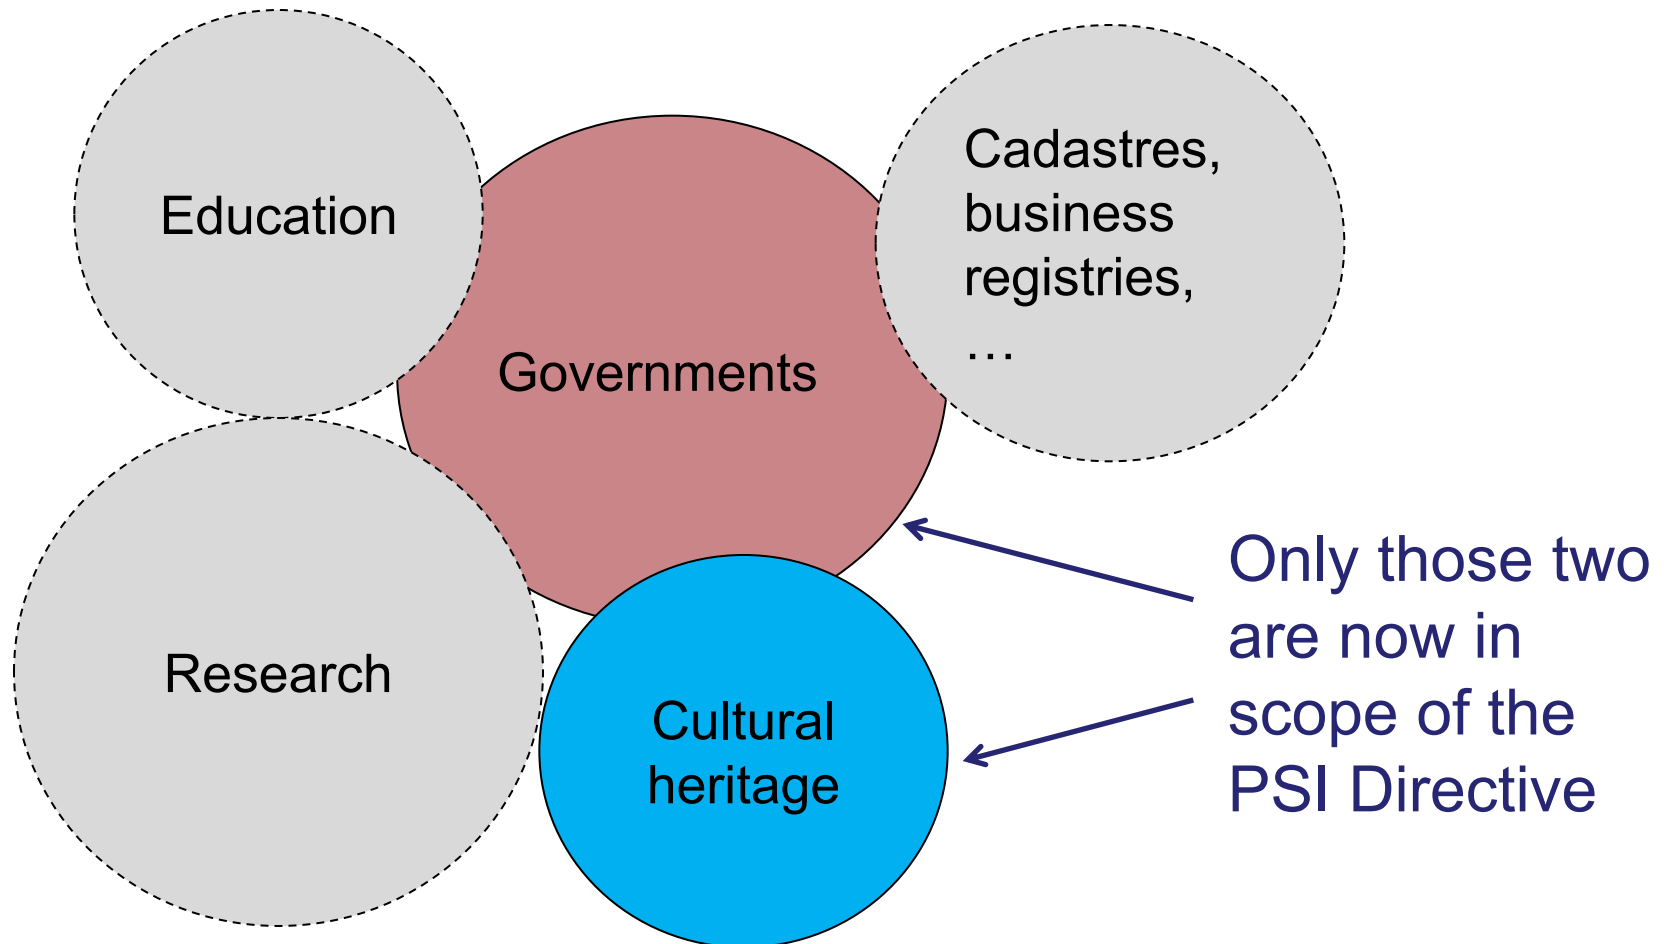 Education
Cadastres,
business
registries,
…
Governments
Research
Cultural
heritage
Only those two
are now in
scope of the
PSI Directive